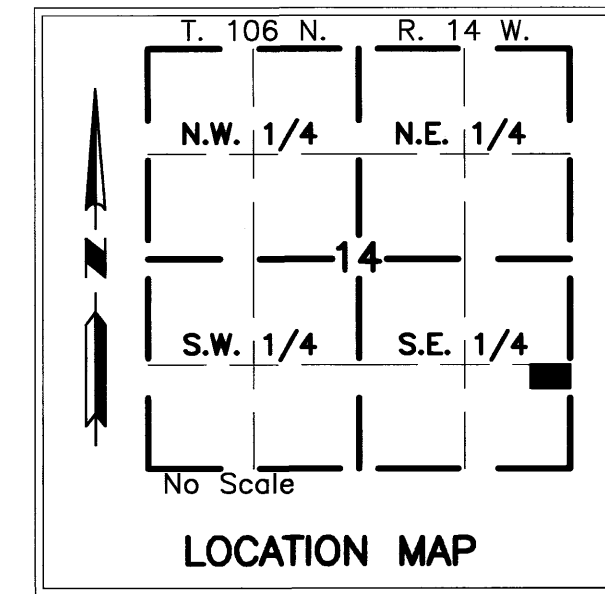 T. 106 N. R. 14 W.
N.W. 1/4 N.E. 1/4
N
14
S.W. 1/4 S.E. 1/4
No Scale
LOCATION MAP